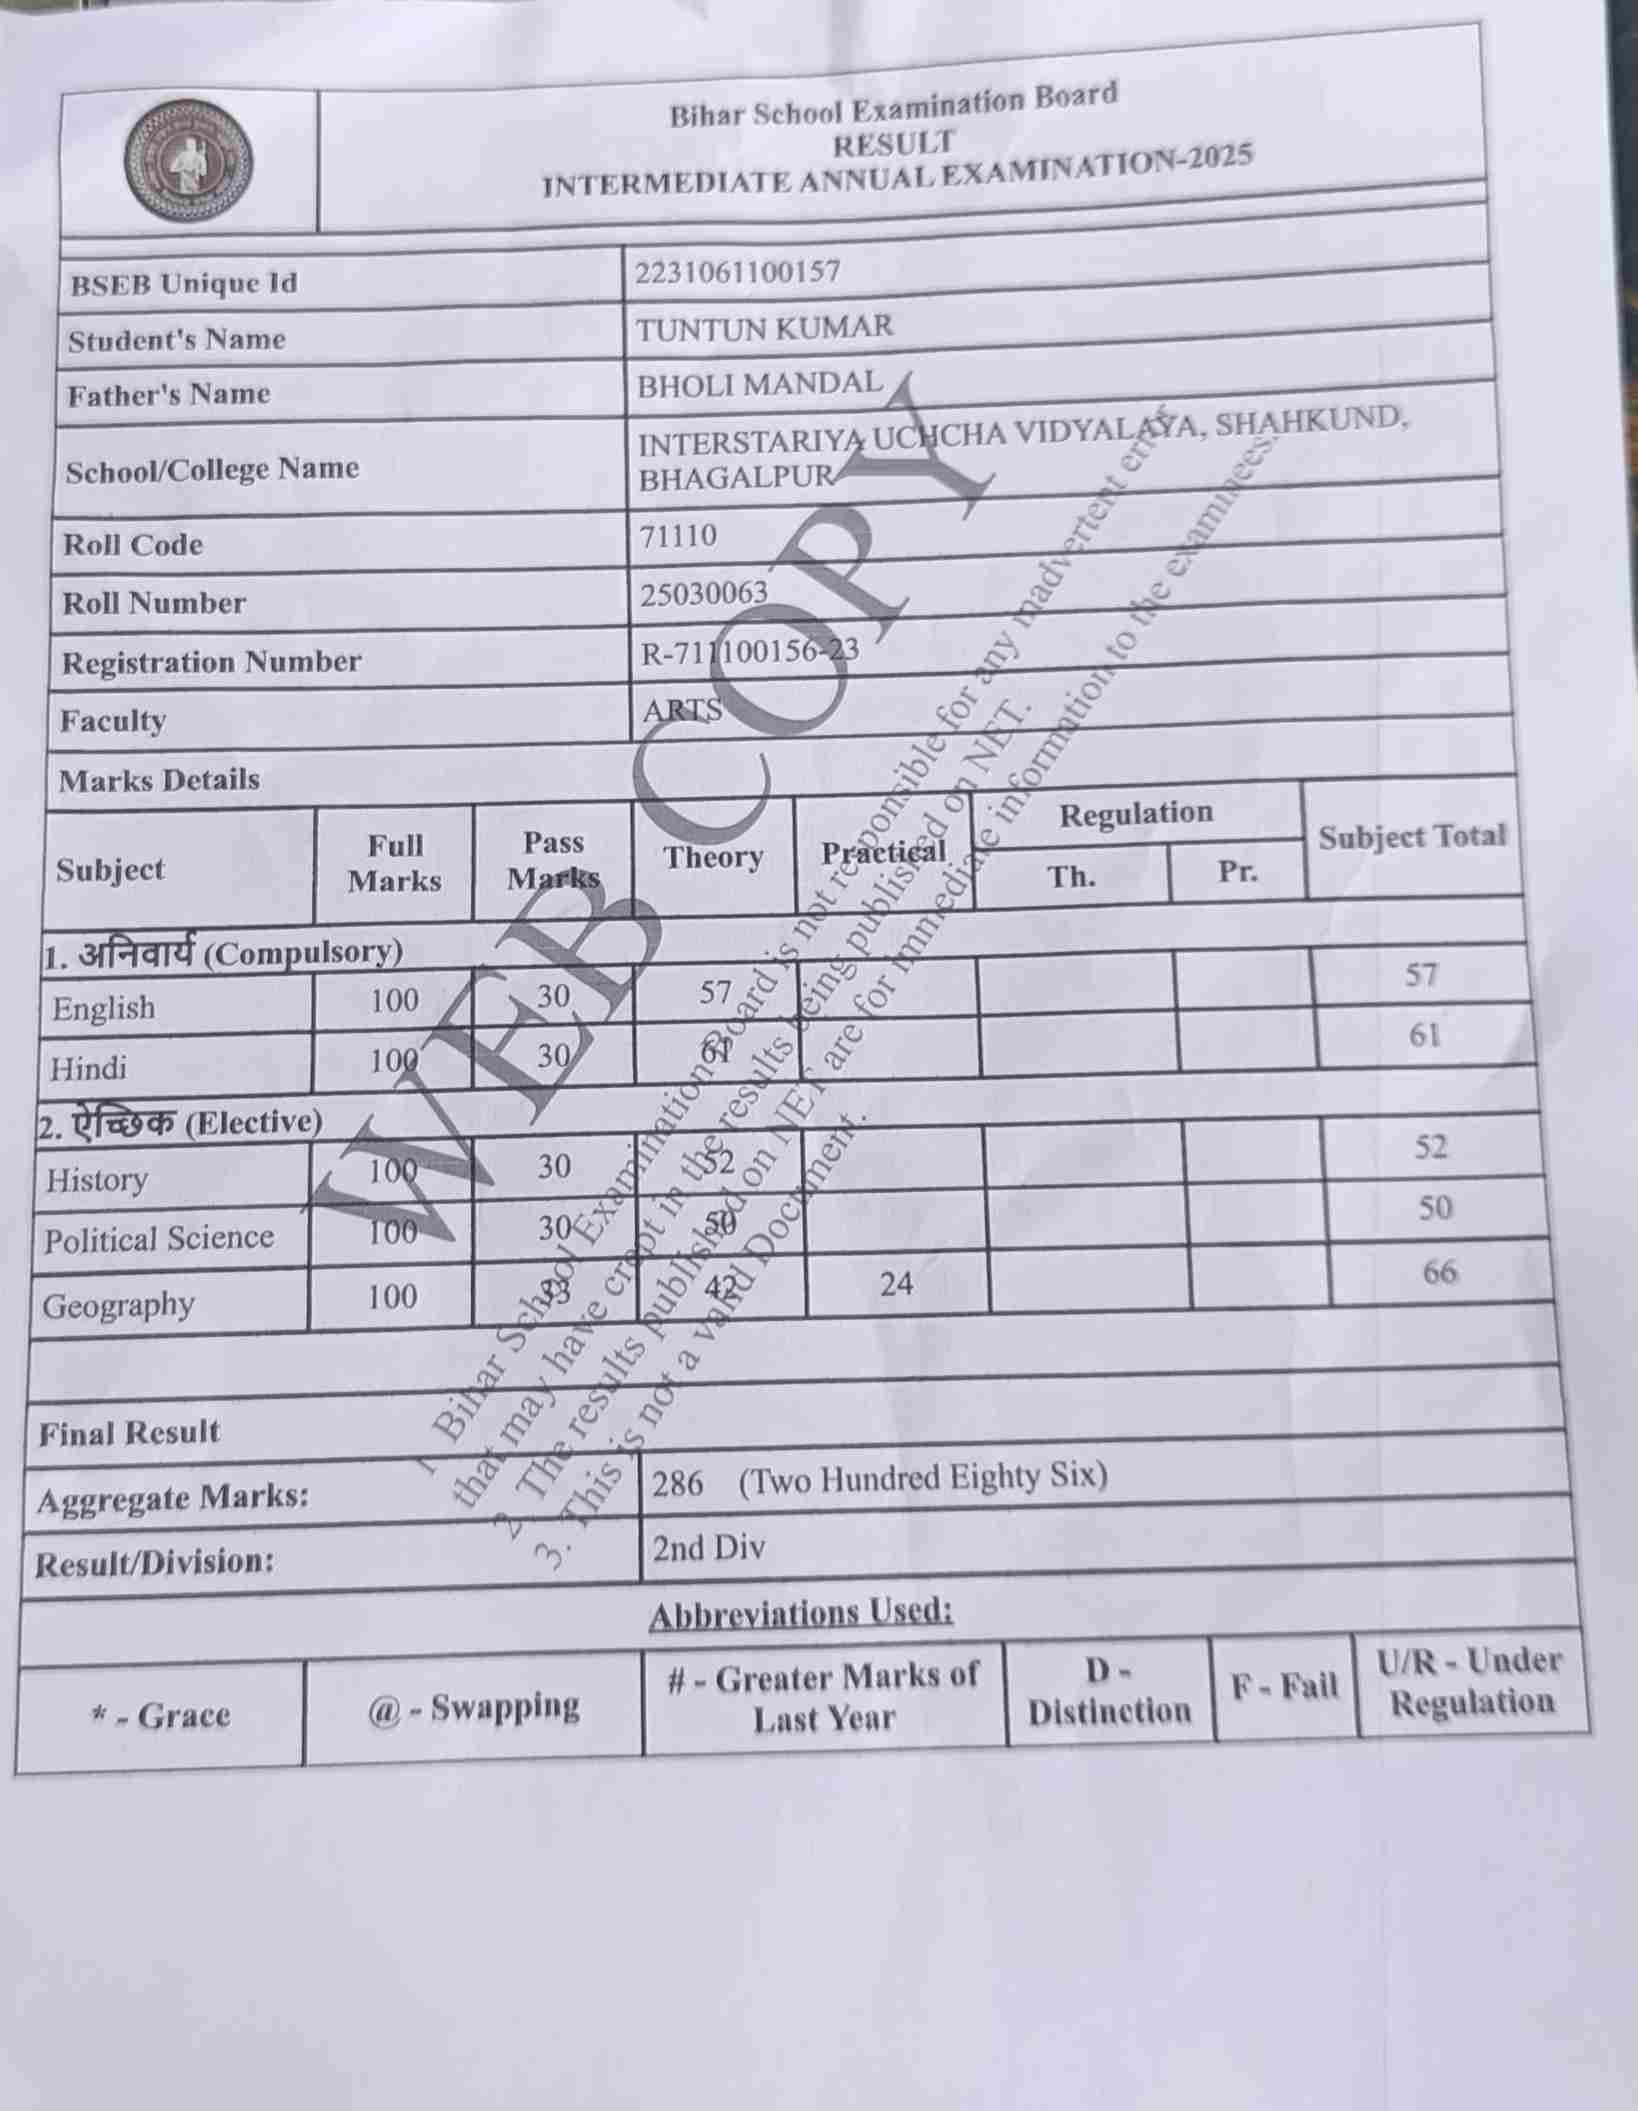 Bihar School Examination Board
RESULT
INTERMEDIATE ANNUAL EXAMINATION-2025
BSEB Unique Id 2231061100157
Student's Name TUNTUN KUMAR
Father's Name BHOLI MANDAL
School/College Name INTERSTARIYA UCHCHA VIDYALAYA, SHAHKUND,
BHAGALPUR
Roll Code 71110
Roll Number 25030063
Registration Number R-711100156-23
Faculty ARTS
Marks Details
Subject Full Marks Pass Marks Theory Practical Regulation Th. Pr. Subject Total
1. अनिवार्य (Compulsory)
English 100 30 57 57
Hindi 100 30 61 61
2. ऐच्छिक (Elective)
History 100 30 52 52
Political Science 100 30 50 50
Geography 100 33 42 24 66
Final Result
Aggregate Marks: 286 (Two Hundred Eighty Six)
Result/Division: 2nd Div
Abbreviations Used:
* - Grace @ - Swapping # - Greater Marks of Last Year D - Distinction F - Fail U/R - Under Regulation
WEB COPY
1. Bihar School Examination Board is not responsible for any inadvertent error
that may have crept in the results being published on NET.
2. The results published on NET are for immediate information to the examinees.
3. This is not a valid Document.